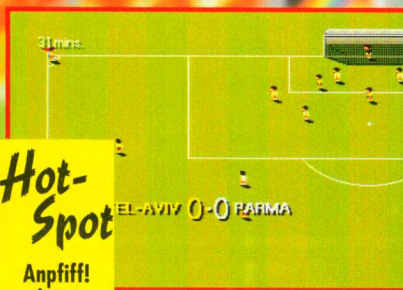 31 mins.
EL-AVIV 0-0 PARMA
Hot-
Spot
Anpfiff!